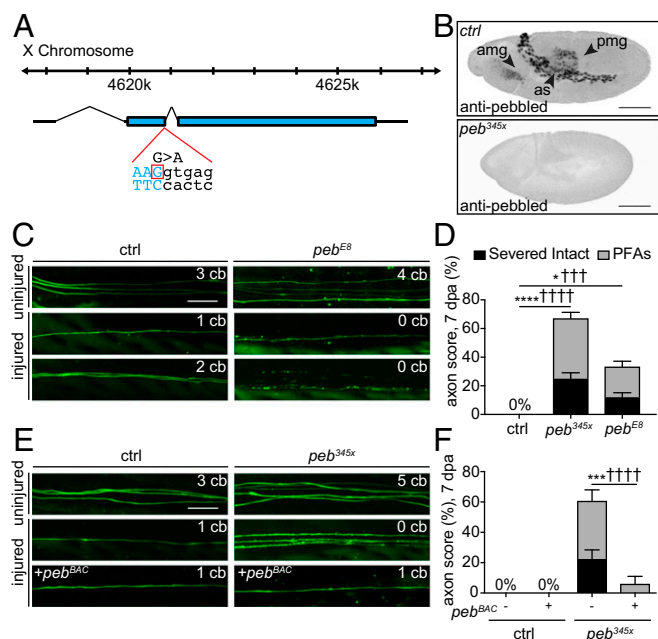 A
X Chromosome
4620k
4625k
G>A
AAGgtgag
TTCcactc
B
ctrl
amg
pmg
as
anti-pebbled
peb345x
anti-pebbled
C
ctrl
pebE8
uninjured
3 cb
4 cb
injured
1 cb
0 cb
2 cb
0 cb
D
Severed Intact
PFAs
axon score, 7 dpa (%)
80
60
40
20
0
*†††
****††††
0%
ctrl
peb345x
pebE8
E
ctrl
peb345x
uninjured
3 cb
5 cb
injured
1 cb
0 cb
+pebBAC
1 cb
+pebBAC
1 cb
F
axon score (%), 7 dpa
80
60
40
20
0
***††††
0%
0%
pebBAC
-
+
-
+
ctrl
peb345x